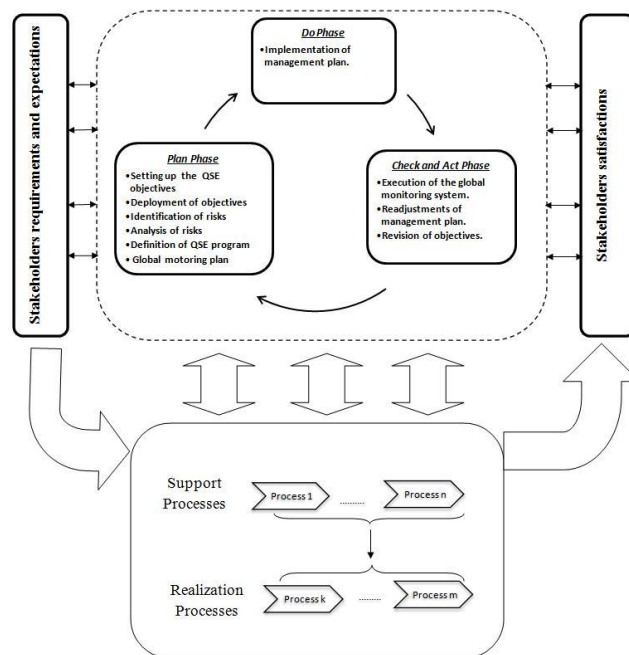 Stakeholders requirements and expectations
Do Phase
•Implementation of
management plan.
Plan Phase
•Setting up the QSE
objectives
•Deployment of objectives
•Identification of risks
•Analysis of risks
•Definition of QSE program
• Global motoring plan
Check and Act Phase
•Execution of the global
monitoring system.
•Readjustments of
management plan.
•Revision of objectives.
Stakeholders satisfactions
Support
Processes
Process 1
..........
Process n
Realization
Processes
Process k
.........
Process m